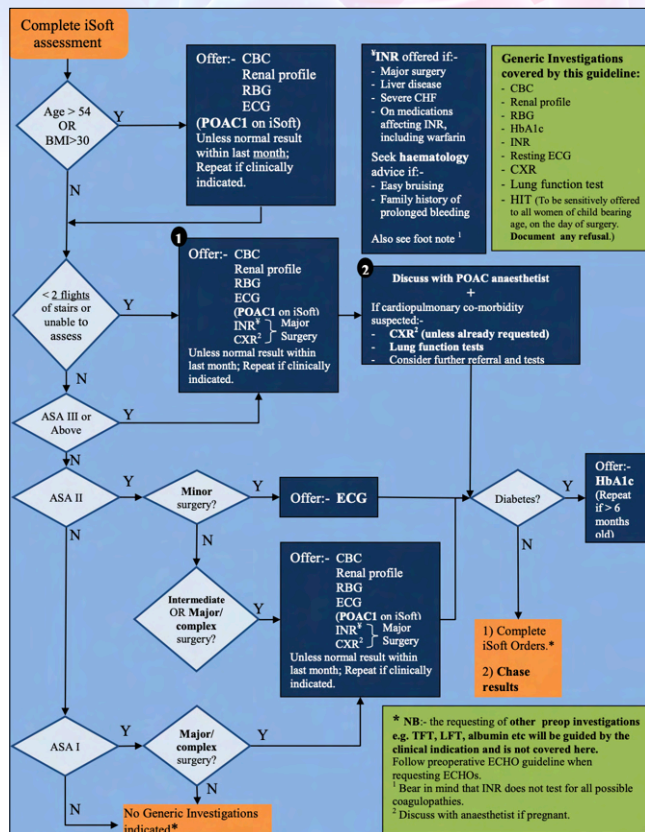 Complete iSoft
assessment
Age > 54
OR
BMI>30
Y
N
Offer:- CBC
Renal profile
RBG
ECG
(POAC1 on iSoft)
Unless normal result
within last month;
Repeat if clinically
indicated.
¥INR offered if:-
- Major surgery
- Liver disease
- Severe CHF
- On medications
affecting INR,
including warfarin
Seek haematology
advice if:-
- Easy bruising
- Family history of
prolonged bleeding
Also see foot note 1
Generic Investigations
covered by this guideline:
- CBC
- Renal profile
- RBG
- HbA1c
- INR
- Resting ECG
- CXR
- Lung function test
- HIT (To be sensitively offered
to all women of child bearing
age, on the day of surgery.
Document any refusal.)
< 2 flights
of stairs or
unable to
assess
Y
N
1
Offer:- CBC
Renal profile
RBG
ECG
(POAC1 on iSoft)
INR¥ } Major
CXR2 Surgery
Unless normal result within
last month; Repeat if clinically
indicated.
2
Discuss with POAC anaesthetist
+
If cardiopulmonary co-morbidity
suspected:-
- CXR2 (unless already requested)
- Lung function tests
- Consider further referral and tests
ASA III or
Above
Y
N
ASA II
Y
N
Minor
surgery?
Y
N
Offer:- ECG
Diabetes?
Y
N
Offer:-
HbA1c
(Repeat
if > 6
months
old)
Intermediate
OR Major/
complex
surgery?
Y
Offer:- CBC
Renal profile
RBG
ECG
(POAC1 on iSoft)
INR¥ } Major
CXR2 Surgery
Unless normal result within
last month; Repeat if clinically
indicated.
1) Complete
iSoft Orders.*
2) Chase
results
ASA I
Y
N
Major/
complex
surgery?
Y
N
No Generic Investigations
indicated*
* NB:- the requesting of other preop investigations
e.g. TFT, LFT, albumin etc will be guided by the
clinical indication and is not covered here.
Follow preoperative ECHO guideline when
requesting ECHOs.
1 Bear in mind that INR does not test for all possible
coagulopathies.
2 Discuss with anaesthetist if pregnant.